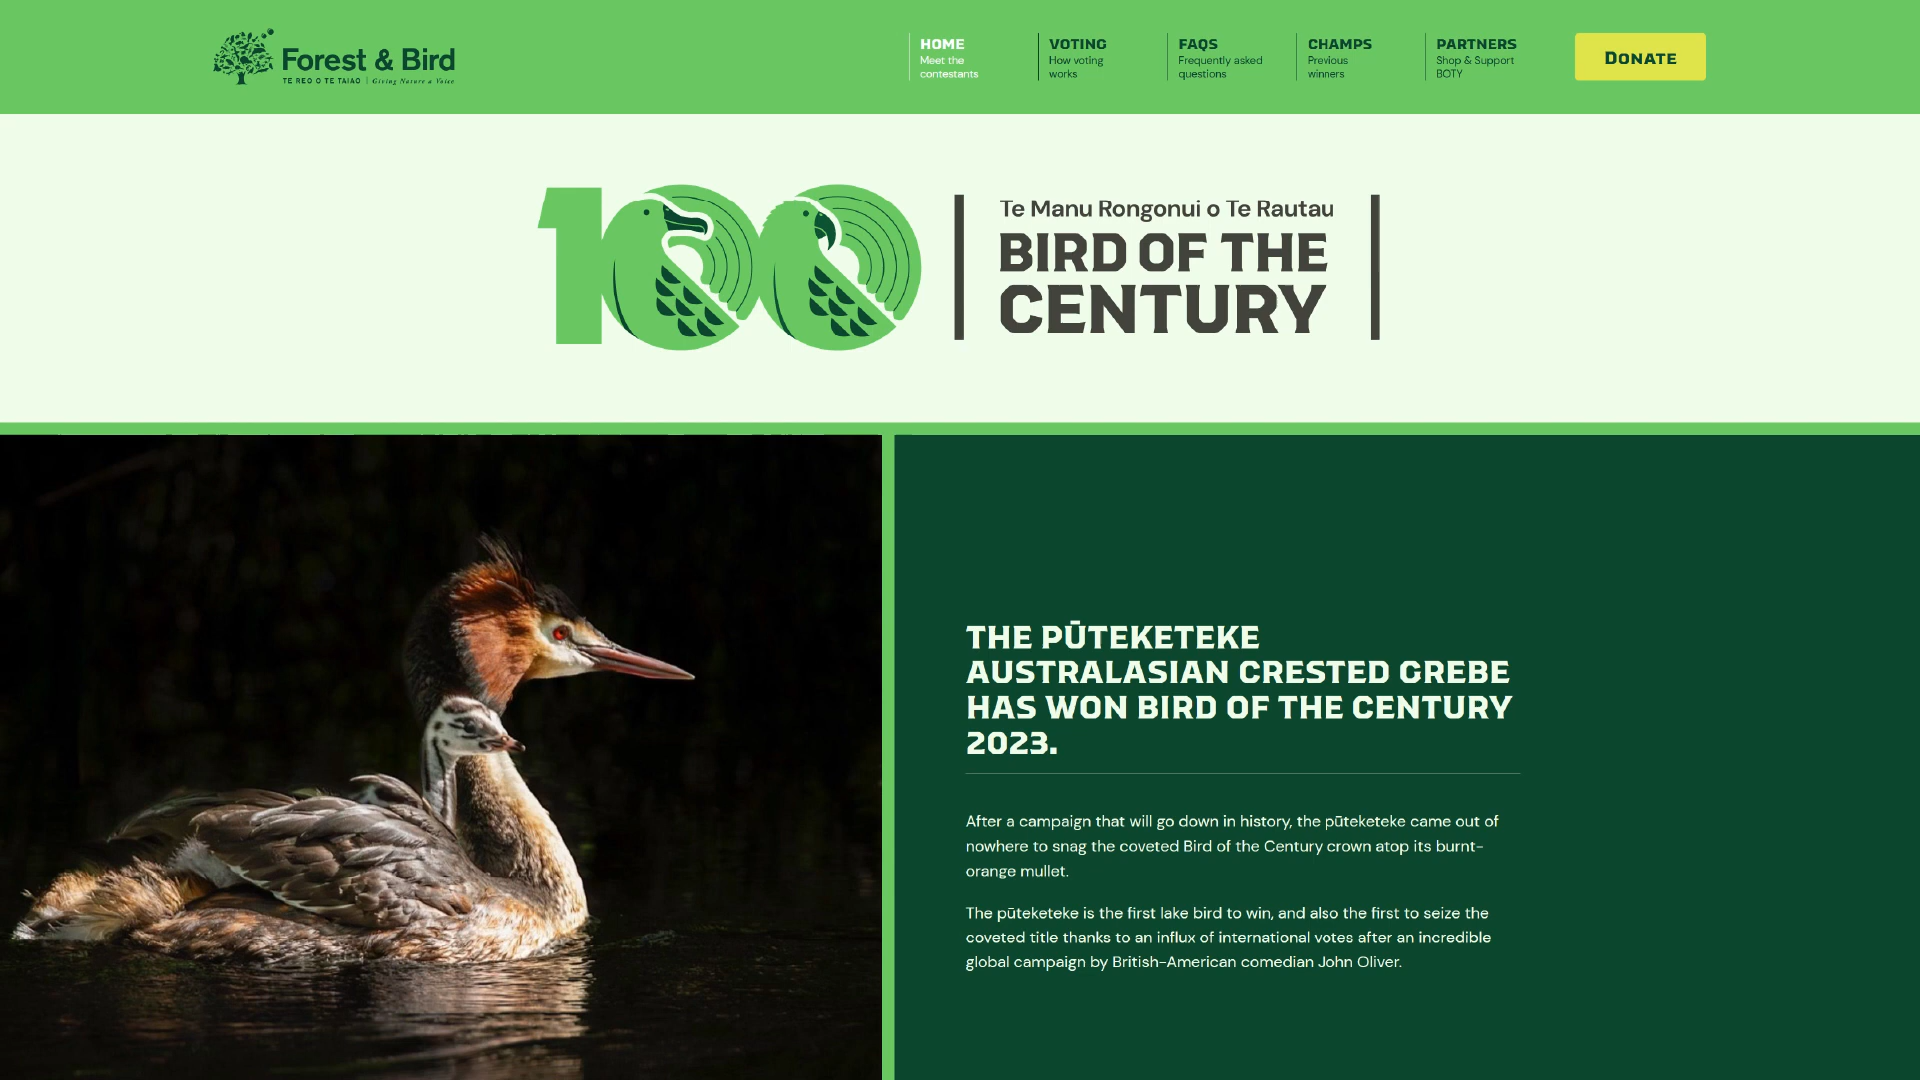 Forest & Bird
TE REO O TE TAIAO | Giving Nature a Voice
HOME
Meet the
contestants
VOTING
How voting
works
FAQS
Frequently asked
questions
CHAMPS
Previous
winners
PARTNERS
Shop & Support
BOTY
DONATE
100
Te Manu Rongonui o Te Rautau
BIRD OF THE
CENTURY
THE PŪTEKETEKE
AUSTRALASIAN CRESTED GREBE
HAS WON BIRD OF THE CENTURY
2023.
After a campaign that will go down in history, the pūteketeke came out of
nowhere to snag the coveted Bird of the Century crown atop its burnt-
orange mullet.
The pūteketeke is the first lake bird to win, and also the first to seize the
coveted title thanks to an influx of international votes after an incredible
global campaign by British-American comedian John Oliver.